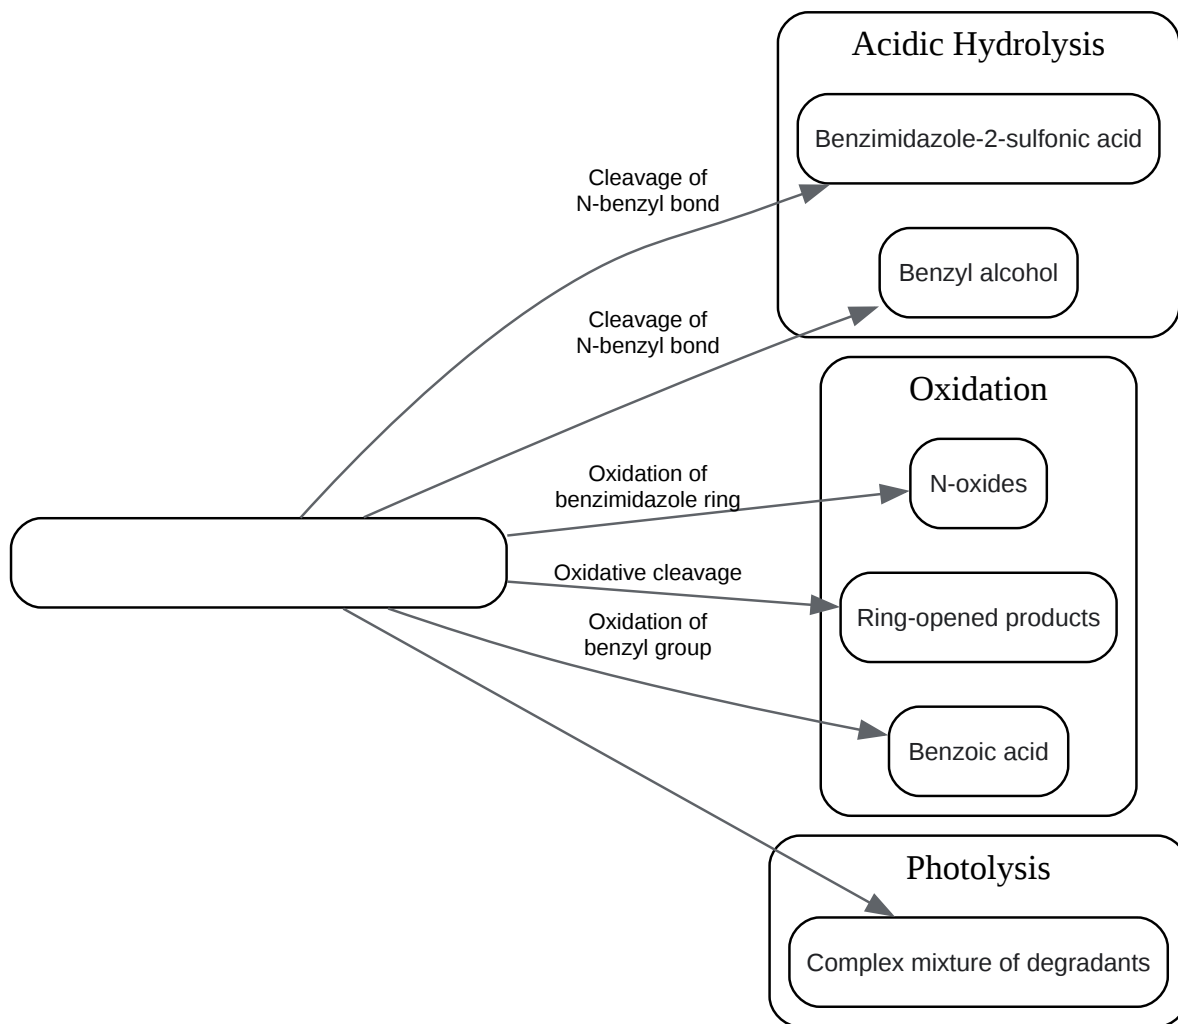 Acidic Hydrolysis
Benzimidazole-2-sulfonic acid
Cleavage of
N-benzyl bond
Benzyl alcohol
Cleavage of
N-benzyl bond
Oxidation
N-oxides
Oxidation of
benzimidazole ring
Oxidative cleavage
Ring-opened products
Oxidation of
benzyl group
Benzoic acid
Photolysis
Complex mixture of degradants